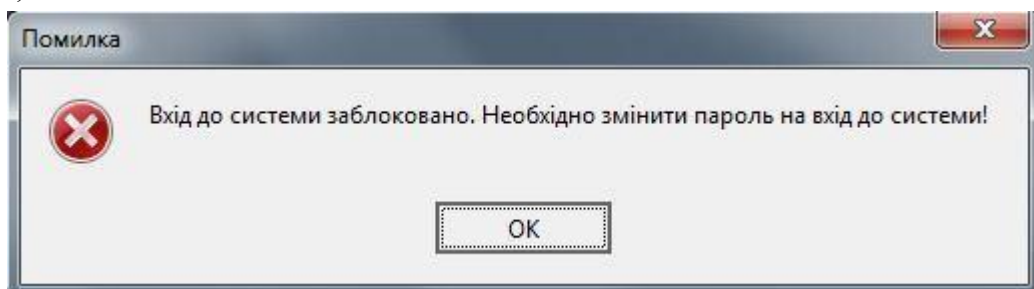 Помилка
Вхід до системи заблоковано. Необхідно змінити пароль на вхід до системи!
OK